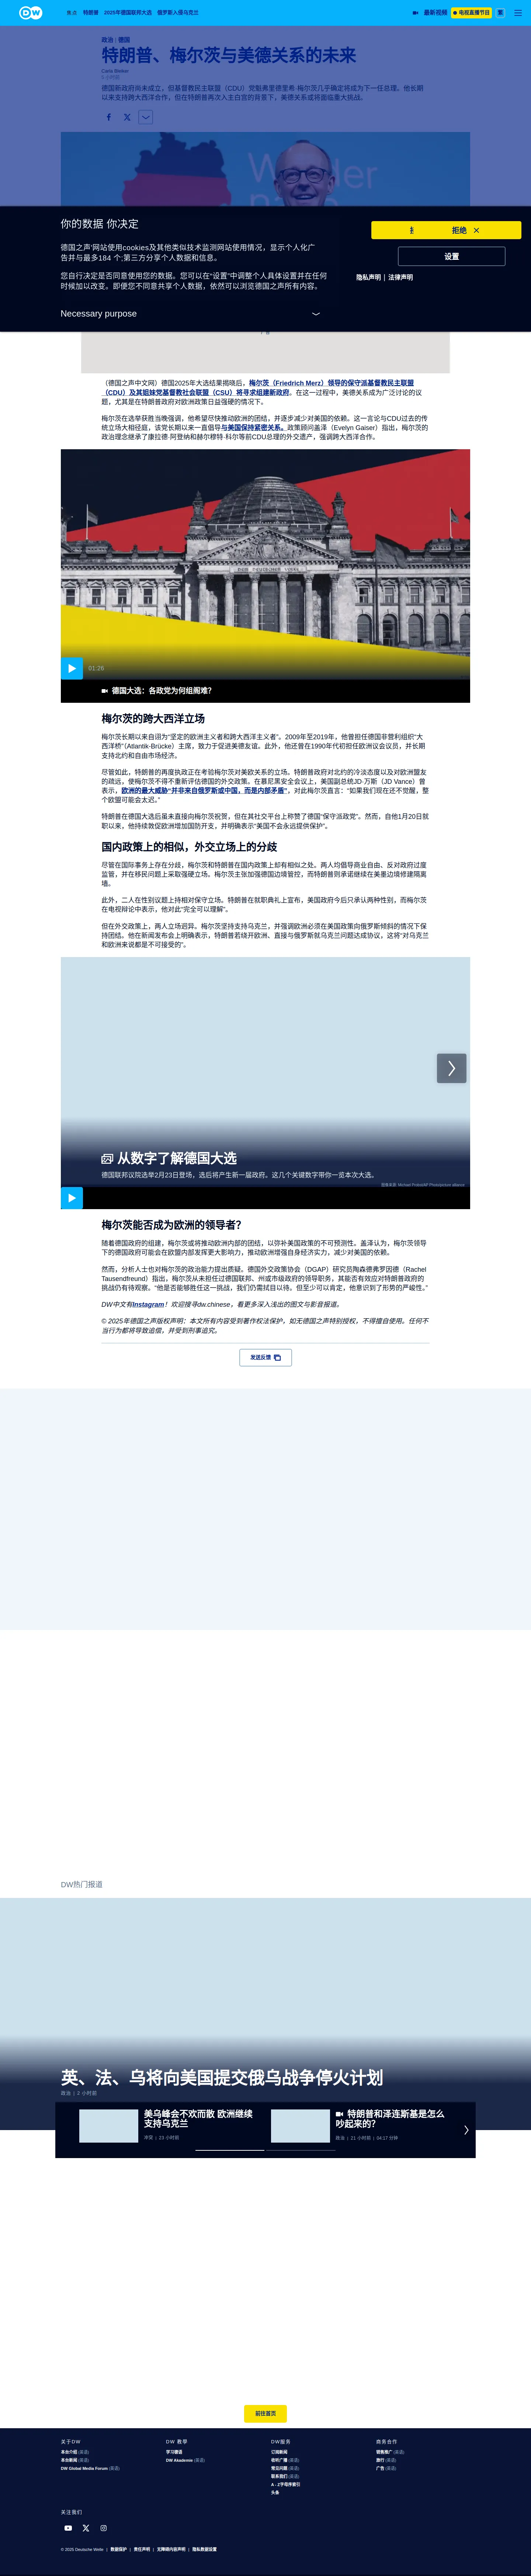 DW
焦点 特朗普 2025年德国联邦大选 俄罗斯入侵乌克兰
最新视频 电视直播节目 繁
政治 | 德国
特朗普、梅尔茨与美德关系的未来
Carla Bleiker
德国新政府尚未成立，但基督教民主联盟（CDU）党魁弗里德里希·梅尔茨几乎确定将成为下一任总理。他长期
以来支持跨大西洋合作，但在特朗普再次入主白宫的背景下，美德关系或将面临重大挑战。
你的数据 你决定
德国之声网站使用cookies及其他类似技术监测网站使用情况，显示个人化广
告并与最多184 个:第三方分享个人数据和信息。
您自行决定是否同意使用您的数据。您可以在"设置"中调整个人具体设置并在任何
时候加以改变。即便您不同意共享个人数据，依然可以浏览德国之声所有内容。
Necessary purpose
拒绝
设置
隐私声明 | 法律声明
（德国之声中文网）德国2025年大选结果揭晓后，梅尔茨（Friedrich Merz）领导的保守派基督教民主联盟
（CDU）及其姐妹党基督教社会联盟（CSU）将寻求组建新政府。在这一过程中，美德关系成为广泛讨论的议
题，尤其是在特朗普政府对欧洲政策日益强硬的情况下。
梅尔茨在选举获胜当晚强调，他希望尽快推动欧洲的团结，并逐步减少对美国的依赖。这一言论与CDU过去的传
统立场大相径庭，该党长期以来一直倡导与美国保持紧密关系。政策顾问盖泽（Evelyn Gaiser）指出，梅尔茨的
政治理念继承了康拉德·阿登纳和赫尔穆特·科尔等前CDU总理的外交遗产，强调跨大西洋合作。
01:26
德国大选：各政党为何组阁难？
梅尔茨的跨大西洋立场
梅尔茨长期以来自诩为"坚定的欧洲主义者和跨大西洋主义者"。2009年至2019年，他曾担任德国非营利组织"大
西洋桥"（Atlantik-Brücke）主席，致力于促进美德友谊。此外，他还曾在1990年代初担任欧洲议会议员，并长期
支持北约和自由市场经济。
尽管如此，特朗普的再度执政正在考验梅尔茨对美欧关系的立场。特朗普政府对北约的冷淡态度以及对欧洲盟友
的疏远，使梅尔茨不得不重新评估德国的外交策略。在慕尼黑安全会议上，美国副总统JD·万斯（JD Vance）曾
表示，欧洲的最大威胁"并非来自俄罗斯或中国，而是内部矛盾"，对此梅尔茨直言："如果我们现在还不觉醒，整
个欧盟可能会太迟。"
特朗普在德国大选后虽未直接向梅尔茨祝贺，但在其社交平台上称赞了德国"保守派政党"。然而，自他1月20日就
职以来，他持续敦促欧洲增加国防开支，并明确表示"美国不会永远提供保护"。
国内政策上的相似，外交立场上的分歧
尽管在国际事务上存在分歧，梅尔茨和特朗普在国内政策上却有相似之处。两人均倡导商业自由、反对政府过度
监管，并在移民问题上采取强硬立场。梅尔茨主张加强德国边境管控，而特朗普则承诺继续在美墨边境修建隔离
墙。
此外，二人在性别议题上持相对保守立场。特朗普在就职典礼上宣布，美国政府今后只承认两种性别，而梅尔茨
在电视辩论中表示，他对此"完全可以理解"。
但在外交政策上，两人立场迥异。梅尔茨坚持支持乌克兰，并强调欧洲必须在美国政策向俄罗斯倾斜的情况下保
持团结。他在新闻发布会上明确表示，特朗普若绕开欧洲、直接与俄罗斯就乌克兰问题达成协议，这将"对乌克兰
和欧洲来说都是不可接受的"。
从数字了解德国大选
德国联邦议院选举2月23日登场，选后将产生新一届政府。这几个关键数字带你一览本次大选。
图像来源: Michael Probst/AP Photo/picture alliance
梅尔茨能否成为欧洲的领导者？
随着德国政府的组建，梅尔茨或将推动欧洲内部的团结，以弥补美国政策的不可预测性。盖泽认为，梅尔茨领导
下的德国政府可能会在欧盟内部发挥更大影响力，推动欧洲增强自身经济实力，减少对美国的依赖。
然而，分析人士也对梅尔茨的政治能力提出质疑。德国外交政策协会（DGAP）研究员陶森德弗罗因德（Rachel
Tausendfreund）指出，梅尔茨从未担任过德国联邦、州或市级政府的领导职务，其能否有效应对特朗普政府的
挑战仍有待观察。"他是否能够胜任这一挑战，我们仍需拭目以待。但可以肯定，他意识到了形势的严峻性。"
DW中文有Instagram！欢迎搜寻dw.chinese，看更多深入浅出的图文与影音报道。
© 2025年德国之声版权声明：本文所有内容受到著作权法保护，如无德国之声特别授权，不得擅自使用。任何不
当行为都将导致追偿，并受到刑事追究。
发送反馈
DW热门报道
英、法、乌将向美国提交俄乌战争停火计划
政治 | 2 小时前
美乌峰会不欢而散 欧洲继续
支持乌克兰
冲突 | 23 小时前
特朗普和泽连斯基是怎么
吵起来的？
政治 | 21 小时前 | 04:17 分钟
前往首页
关于DW
本台介绍 (英语)
本台新闻 (英语)
DW Global Media Forum (英语)
DW 教學
学习德语
DW Akademie (英语)
DW服务
订阅新闻
收听广播 (英语)
常见问题 (英语)
联系我们 (英语)
A - Z字母序索引
头条
商务合作
销售推广 (英语)
旅行 (英语)
广告 (英语)
关注我们
© 2025 Deutsche Welle | 数据保护 | 责任声明 | 无障碍内容声明 | 隐私数据设置